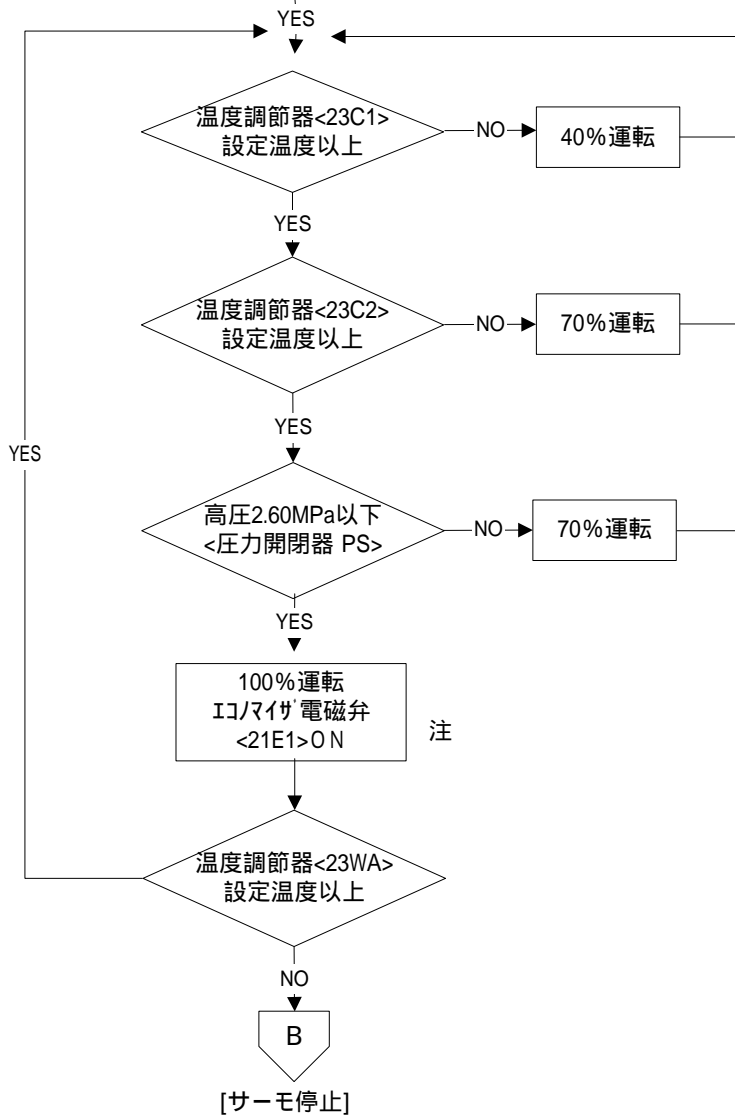 YES
温度調節器<23C1>
設定温度以上
NO
40%運転
YES
温度調節器<23C2>
設定温度以上
NO
70%運転
YES
YES
高圧2.60MPa以下
<圧力開閉器 PS>
NO
70%運転
YES
100%運転
ｴｺﾉﾏｲｻﾞ電磁弁
<21E1>ON
注
温度調節器<23WA>
設定温度以上
NO
B
[サーモ停止]